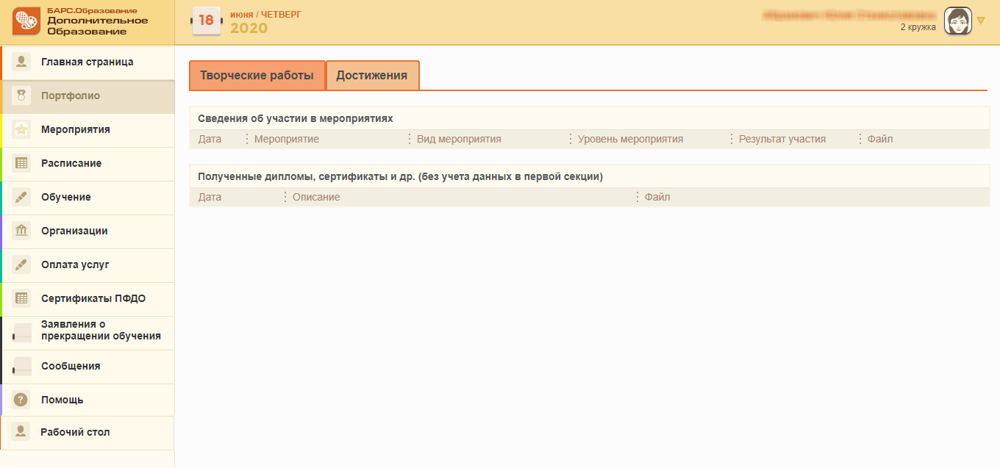 БАРС.Образование
Дополнительное
Образование
18
июня / ЧЕТВЕРГ
2020
2 кружка
Главная страница
Портфолио
Мероприятия
Расписание
Обучение
Организации
Оплата услуг
Сертификаты ПФДО
Заявления о
прекращении обучения
Сообщения
Помощь
Рабочий стол
Творческие работы Достижения
Сведения об участии в мероприятиях
Дата Мероприятие Вид мероприятия Уровень мероприятия Результат участия Файл
Полученные дипломы, сертификаты и др. (без учета данных в первой секции)
Дата Описание Файл